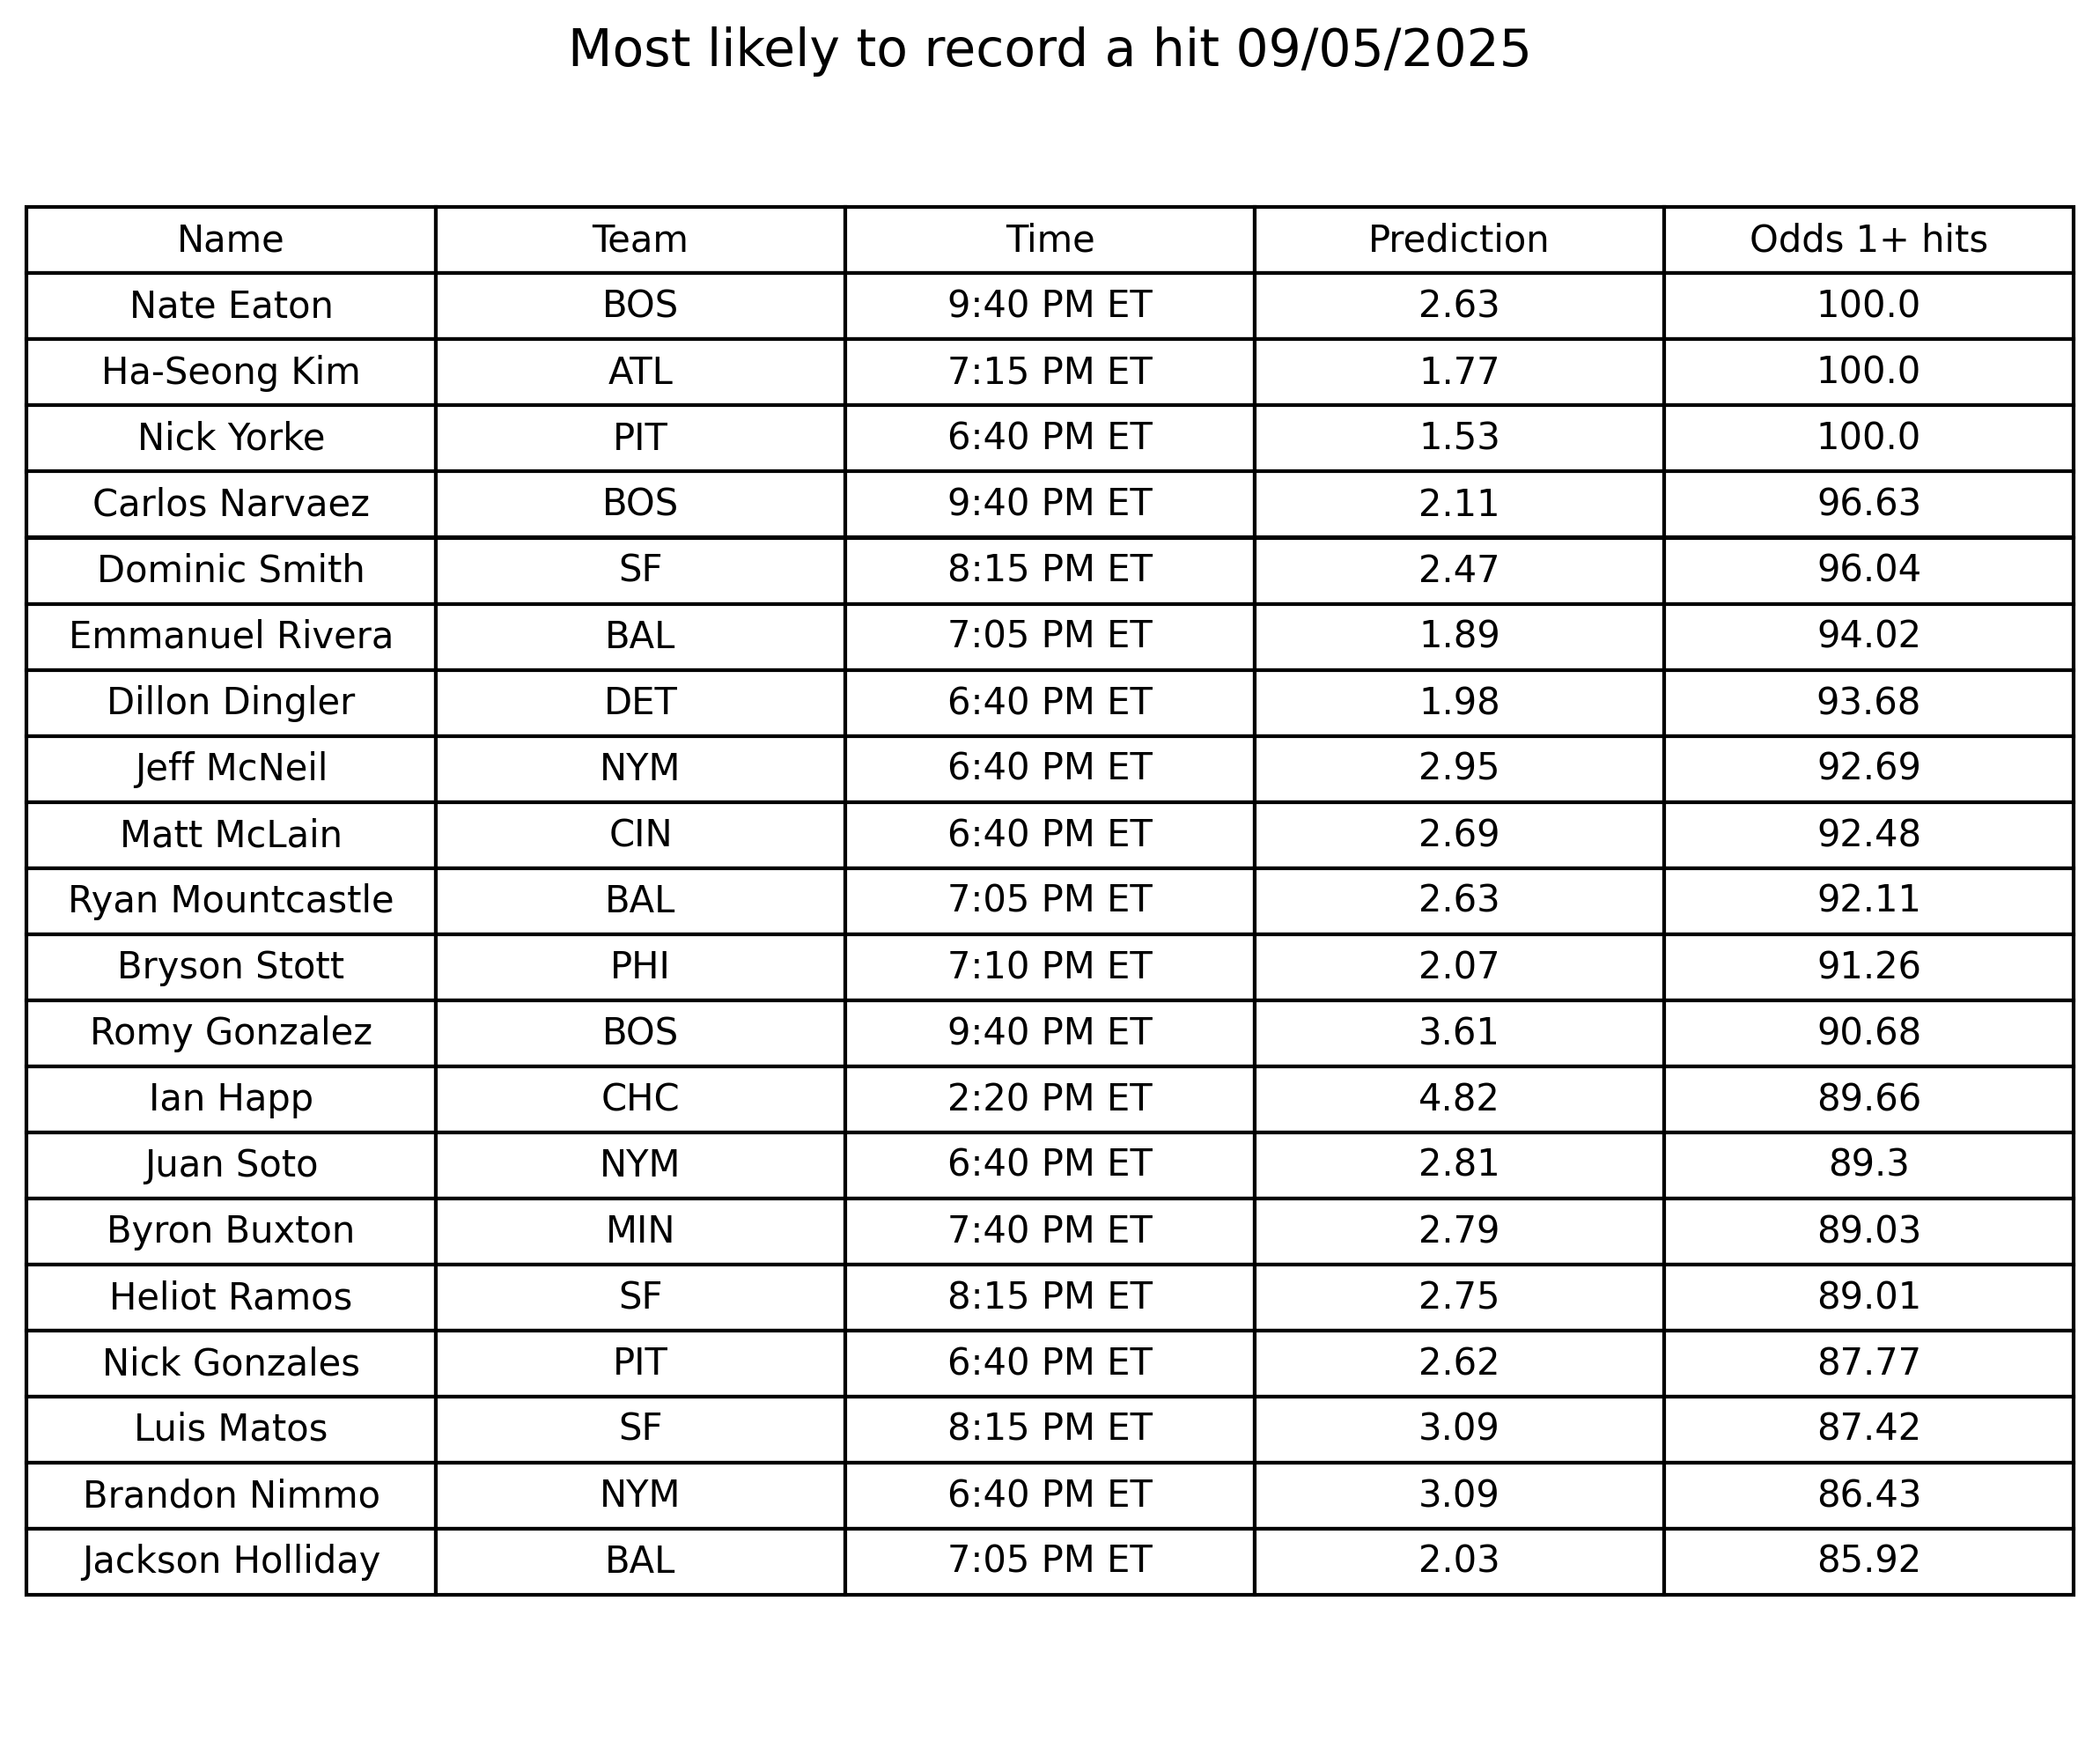 Most likely to record a hit 09/05/2025
Name Team Time Prediction Odds 1+ hits
Nate Eaton BOS 9:40 PM ET 2.63 100.0
Ha-Seong Kim ATL 7:15 PM ET 1.77 100.0
Nick Yorke PIT 6:40 PM ET 1.53 100.0
Carlos Narvaez BOS 9:40 PM ET 2.11 96.63
Dominic Smith SF 8:15 PM ET 2.47 96.04
Emmanuel Rivera BAL 7:05 PM ET 1.89 94.02
Dillon Dingler DET 6:40 PM ET 1.98 93.68
Jeff McNeil NYM 6:40 PM ET 2.95 92.69
Matt McLain CIN 6:40 PM ET 2.69 92.48
Ryan Mountcastle BAL 7:05 PM ET 2.63 92.11
Bryson Stott PHI 7:10 PM ET 2.07 91.26
Romy Gonzalez BOS 9:40 PM ET 3.61 90.68
Ian Happ CHC 2:20 PM ET 4.82 89.66
Juan Soto NYM 6:40 PM ET 2.81 89.3
Byron Buxton MIN 7:40 PM ET 2.79 89.03
Heliot Ramos SF 8:15 PM ET 2.75 89.01
Nick Gonzales PIT 6:40 PM ET 2.62 87.77
Luis Matos SF 8:15 PM ET 3.09 87.42
Brandon Nimmo NYM 6:40 PM ET 3.09 86.43
Jackson Holliday BAL 7:05 PM ET 2.03 85.92